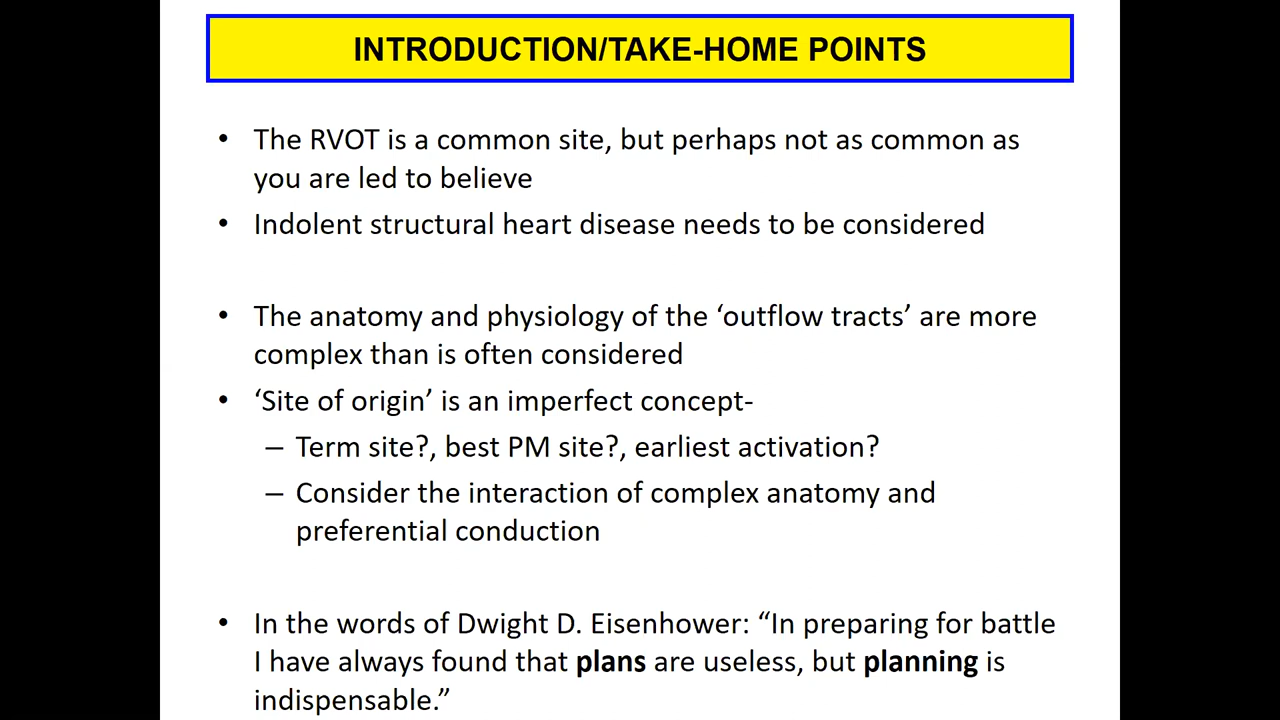 INTRODUCTION/TAKE-HOME POINTS
• The RVOT is a common site, but perhaps not as common as
you are led to believe
• Indolent structural heart disease needs to be considered
• The anatomy and physiology of the ‘outflow tracts’ are more
complex than is often considered
• ‘Site of origin’ is an imperfect concept-
– Term site?, best PM site?, earliest activation?
– Consider the interaction of complex anatomy and
preferential conduction
• In the words of Dwight D. Eisenhower: “In preparing for battle
I have always found that plans are useless, but planning is
indispensable.”